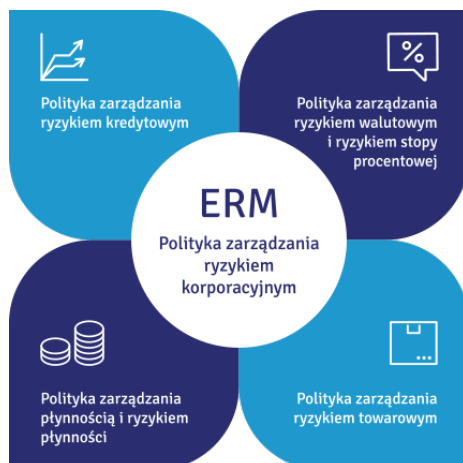 Polityka zarządzania
ryzykiem kredytowym
%
Polityka zarządzania
ryzykiem walutowym
i ryzykiem stopy
procentowej
ERM
Polityka zarządzania
ryzykiem
korporacyjnym
Polityka zarządzania
płynnością i ryzykiem
płynności
Polityka zarządzania
ryzykiem towarowym